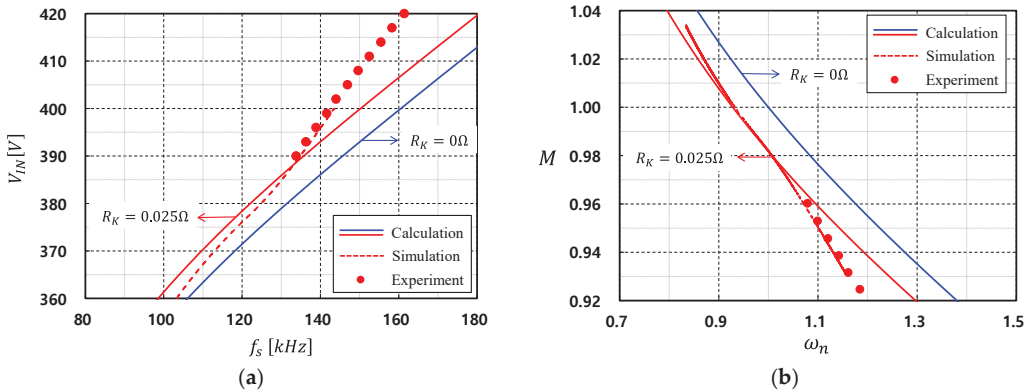 420
410
400
390
380
370
360
V_IN [V]
R_K = 0Ω
R_K = 0.025Ω
Calculation
Simulation
Experiment
80 100 120 140 160 180
f_s [kHz]
(a)
1.04
1.02
1.00
0.98
0.96
0.94
0.92
M
Calculation
Simulation
Experiment
R_K = 0Ω
R_K = 0.025Ω
0.7 0.9 1.1 1.3 1.5
ω_n
(b)